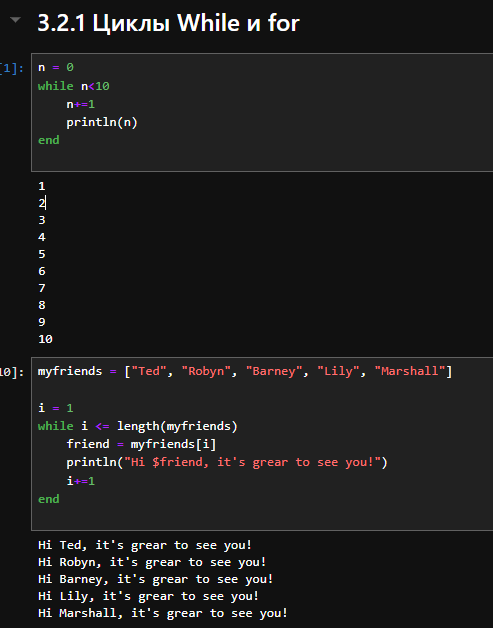 3.2.1 Циклы While и for
[1]:
n = 0
while n<10
    n+=1
    println(n)
end
1
2
3
4
5
6
7
8
9
10
10]:
myfriends = ["Ted", "Robyn", "Barney", "Lily", "Marshall"]
i = 1
while i <= length(myfriends)
    friend = myfriends[i]
    println("Hi $friend, it's grear to see you!")
    i+=1
end
Hi Ted, it's grear to see you!
Hi Robyn, it's grear to see you!
Hi Barney, it's grear to see you!
Hi Lily, it's grear to see you!
Hi Marshall, it's grear to see you!